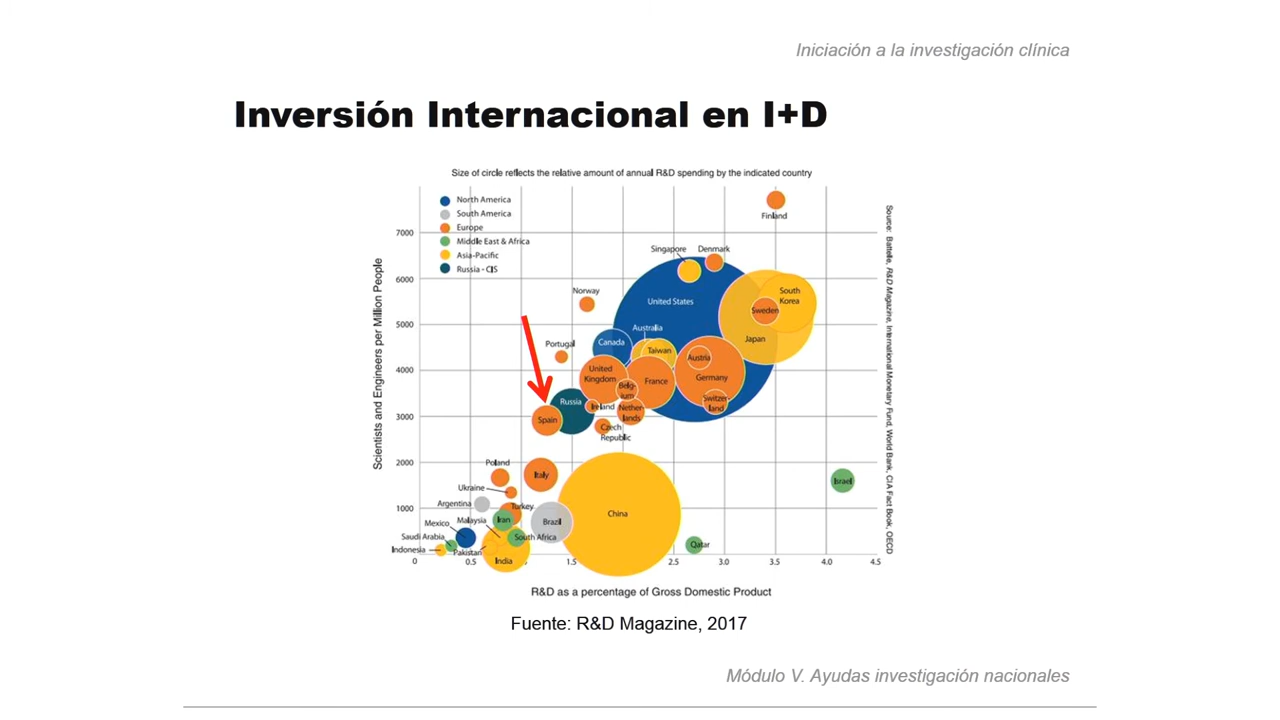 Iniciación a la investigación clínica
Inversión Internacional en I+D
Size of circle reflects the relative amount of annual R&D spending by the indicated country
North America
South America
Europe
Middle East & Africa
Asia-Pacific
Russia - CIS
Scientists and Engineers per Million People
7000
6000
5000
4000
3000
2000
1000
Finland
Singapore
Denmark
Norway
United States
South
Korea
Sweden
Japan
Australia
Canada
Taiwan
Portugal
Austria
United
Kingdom
France
Germany
Belg-
ium
Switzer-
land
Russia
Ireland
Nether-
lands
Spain
Czech
Republic
Poland
Italy
Israel
Ukraine
Argentina
Turkey
China
Iran
Brazil
Mexico
Malaysia
Saudi Arabia
South Africa
Indonesia
Pakistan
Qatar
India
0
0.5
1.5
2.5
3.0
3.5
4.0
4.5
R&D as a percentage of Gross Domestic Product
Source: Battelle, R&D Magazine, International Monetary Fund, World Bank, CIA Fact Book, OECD
Fuente: R&D Magazine, 2017
Módulo V. Ayudas investigación nacionales